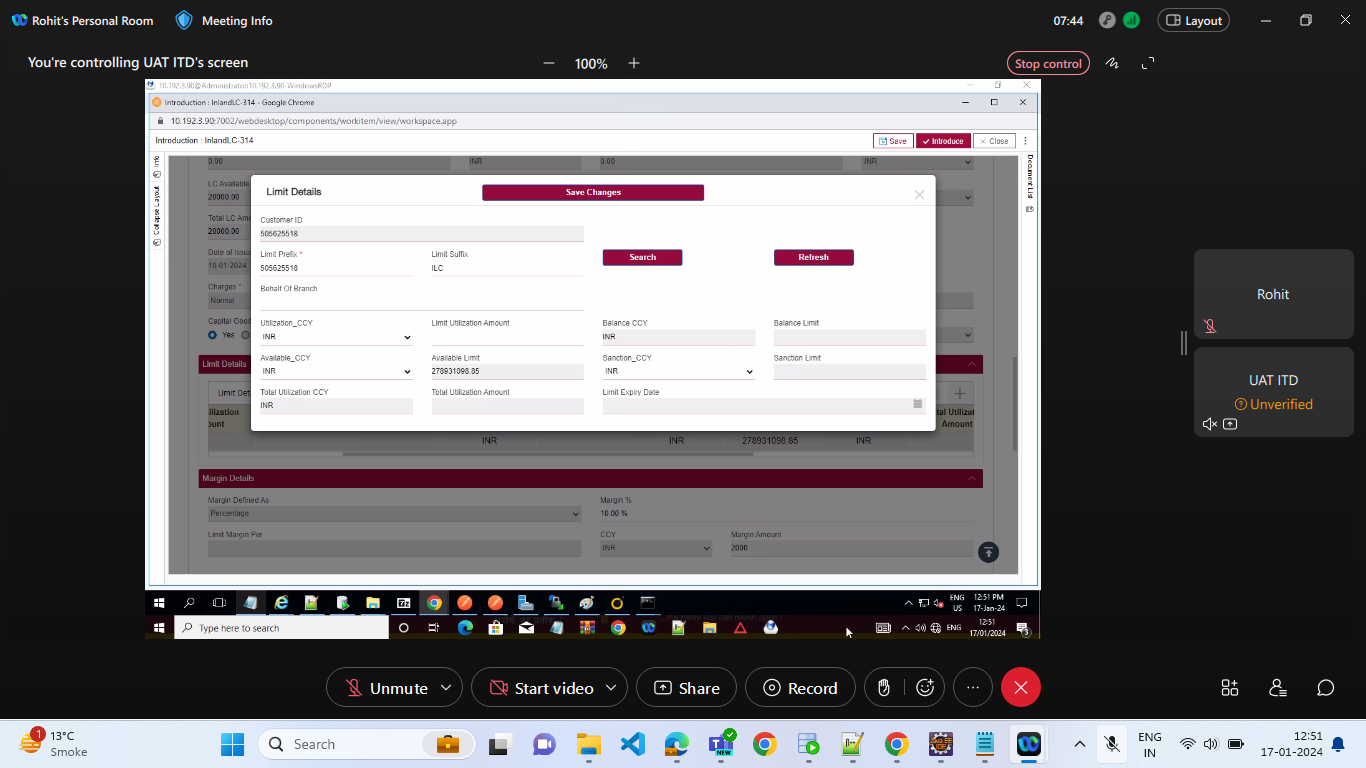 Rohit's Personal Room Meeting Info 07:44 Layout
You're controlling UAT ITD's screen 100% Stop control
10.192.3.90@Administrator:10.192.3.90-WindowsRDP
Introduction : InlandLC-314 - Google Chrome
10.192.3.90:7002/webdesktop/components/workitem/view/workspace.app
Introduction : InlandLC-314 Save Introduce Close
Info
Collapse Layout
Document List
0.00 INR 0.00 INR
LC Available
20000.00
Total LC Amo
20000.00
Date of Issue
10-01-2024
Charges *
Normal
Capital Good
Yes
Limit Details Save Changes
Customer ID
505625518
Limit Prefix * Limit Suffix Search Refresh
505625518 ILC
Behalf Of Branch
Utilization_CCY Limit Utilization Amount Balance CCY Balance Limit
INR INR
Available_CCY Available Limit Sanction_CCY Sanction Limit
INR 278931098.85 INR
Total Utilization CCY Total Utilization Amount Limit Expiry Date
INR
Limit Details
Limit Deta
ilization tal Utilizat
ount Amount
INR INR 278931098.85 INR
Margin Details
Margin Defined As Margin %
Percentage 10.00 %
Limit Margin Per CCY Margin Amount
INR 2000
ENG 12:51 PM
US 17-Jan-24
Type here to search ENG 12:51
17/01/2024 3
Rohit
UAT ITD
Unverified
Unmute Start video Share Record
1 13°C
Smoke
Search NEW ENG
IN 12:51
17-01-2024